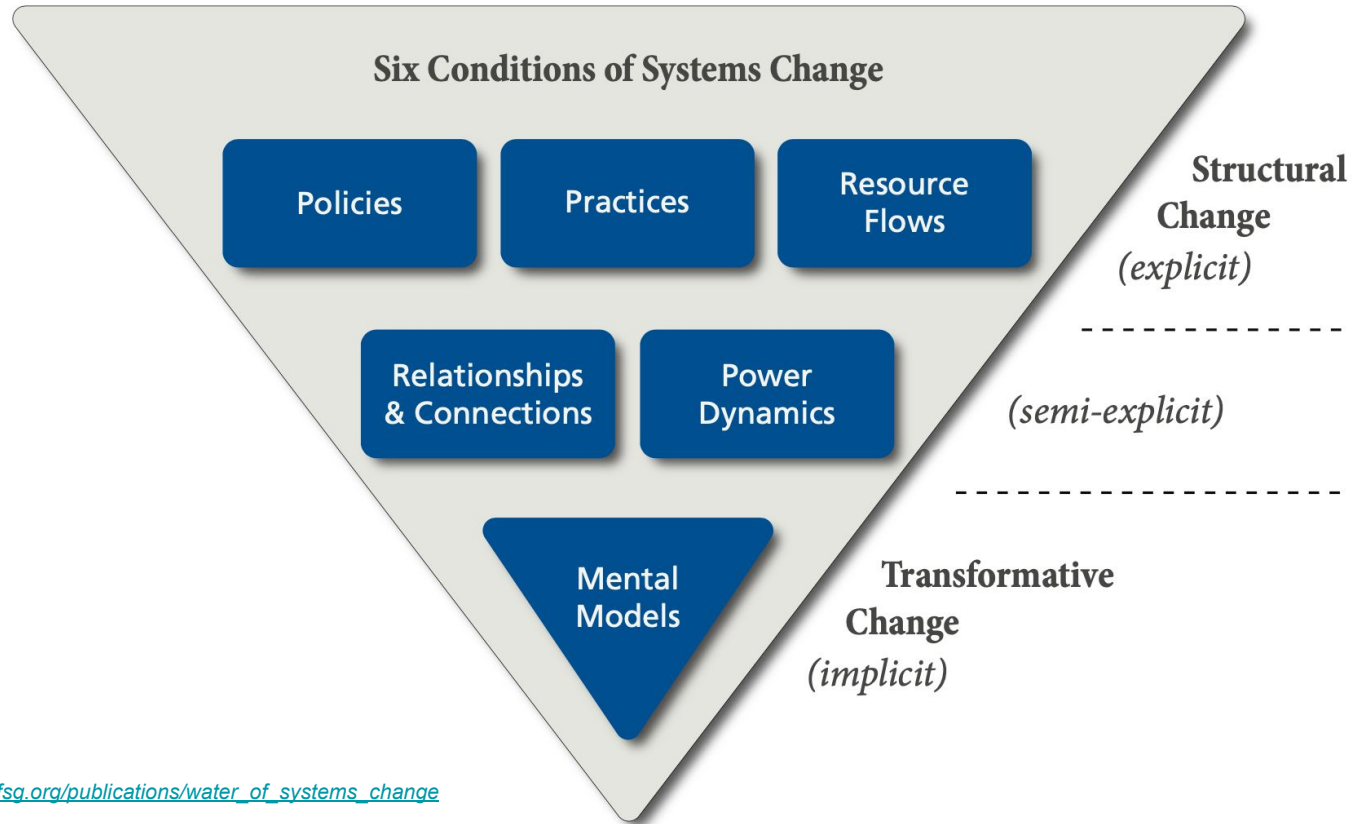 Six Conditions of Systems Change
Policies
Practices
Resource
Flows
Structural
Change
(explicit)
Relationships
& Connections
Power
Dynamics
(semi-explicit)
Mental
Models
Transformative
Change
(implicit)
fsg.org/publications/water_of_systems_change